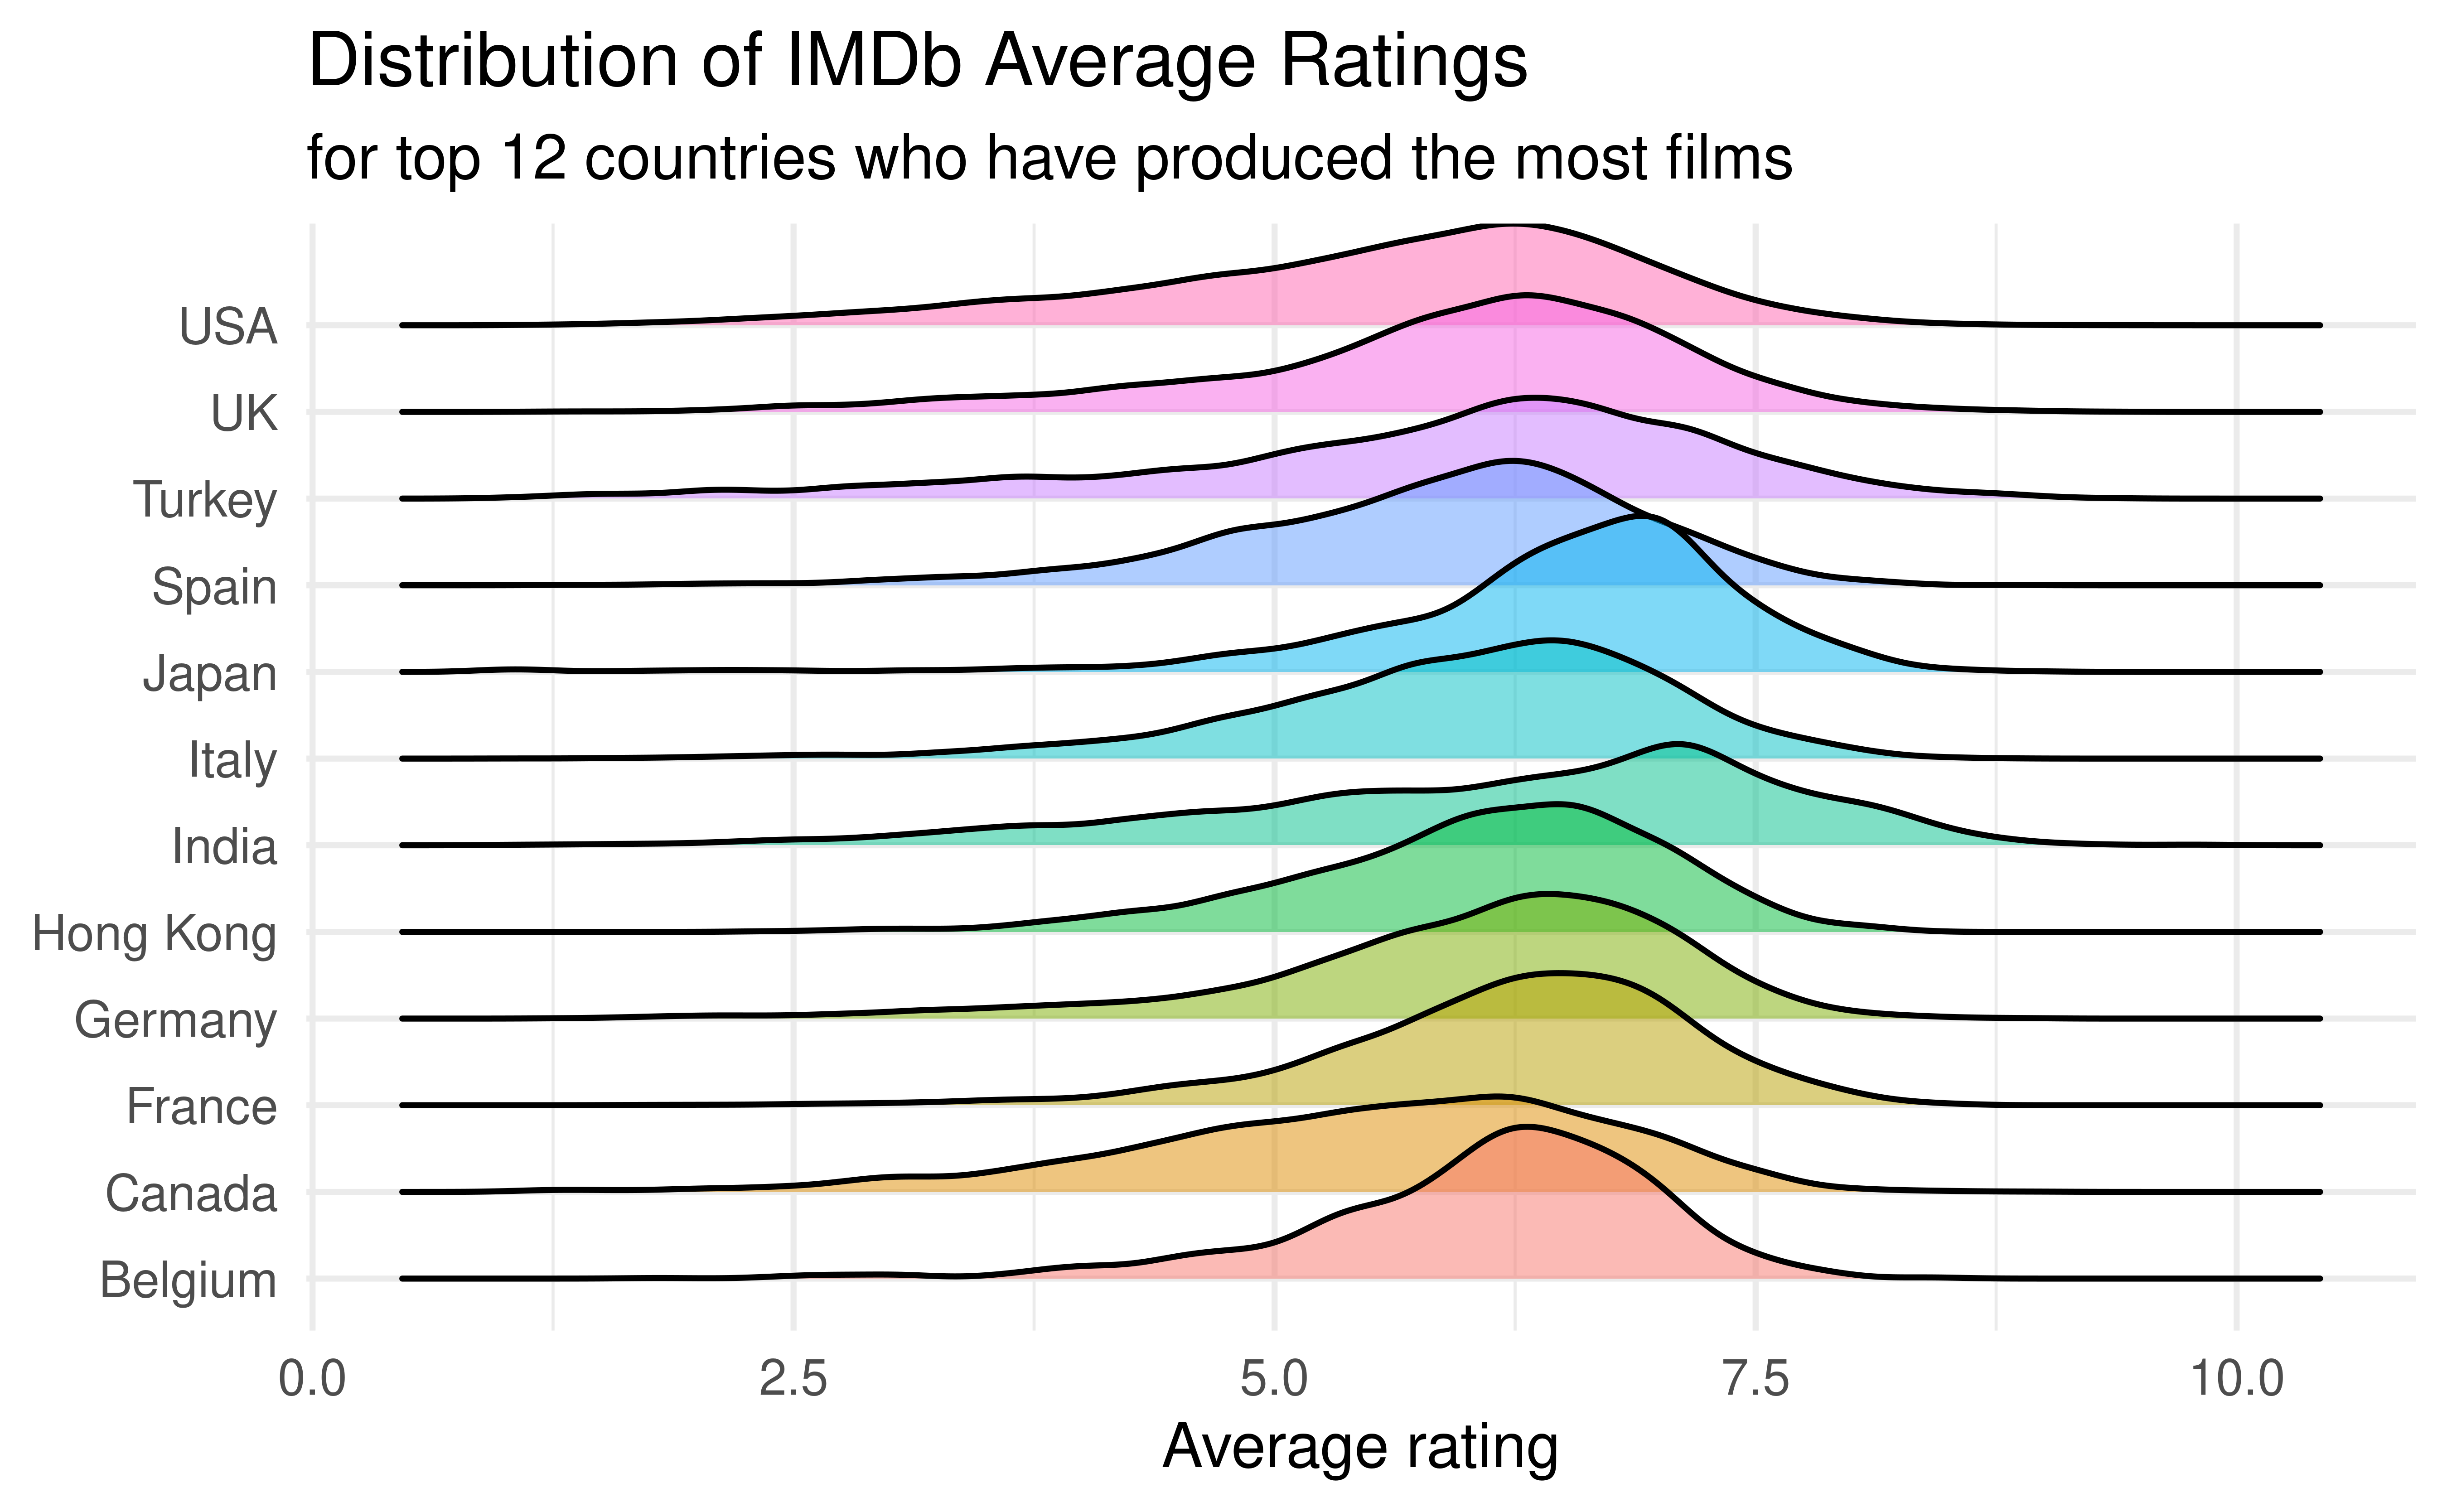 Distribution of IMDb Average Ratings
for top 12 countries who have produced the most films
USA
UK
Turkey
Spain
Japan
Italy
India
Hong Kong
Germany
France
Canada
Belgium
0.0 2.5 5.0 7.5 10.0
Average rating